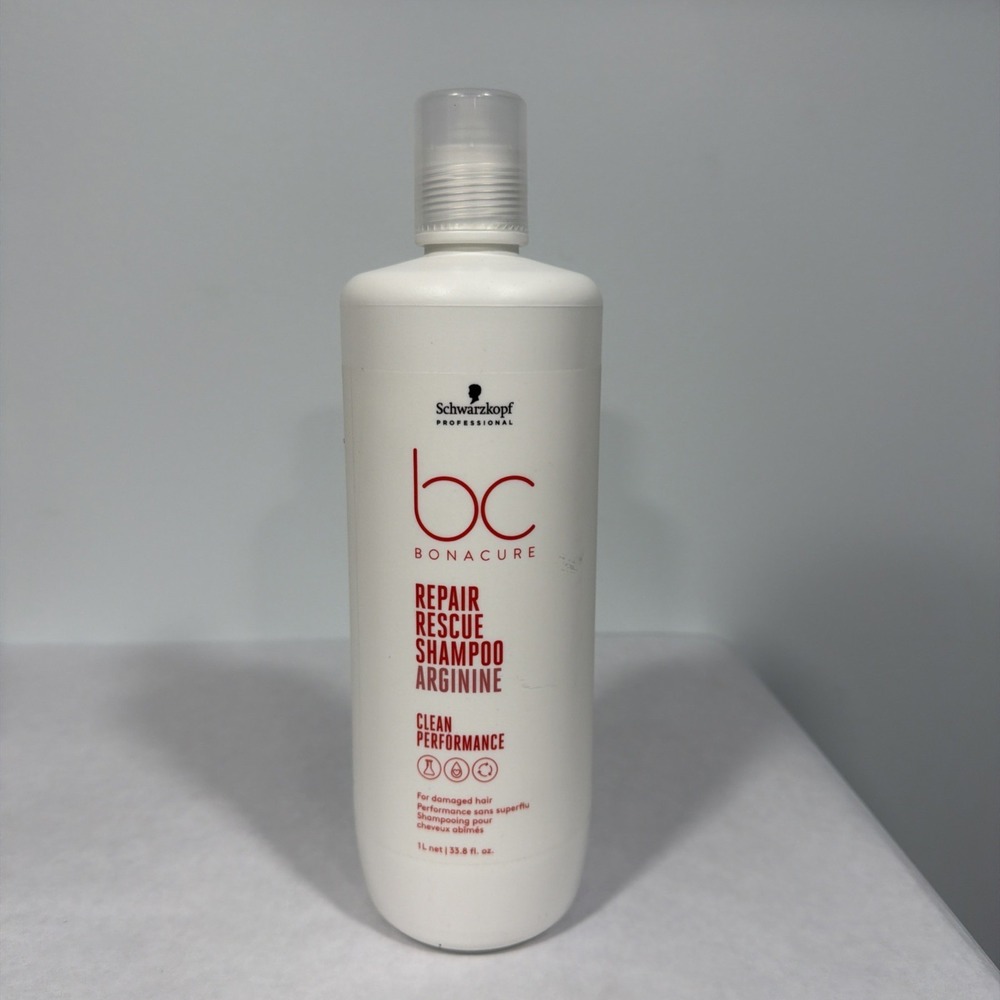 Schwarzkopf
PROFESSIONAL
bc
BONACURE
REPAIR
RESCUE
SHAMPOO
ARGININE
CLEAN
PERFORMANCE
For damaged hair
Performance sans superflu
Shampooing pour
cheveux abîmés
1 L net | 33.8 fl. oz.